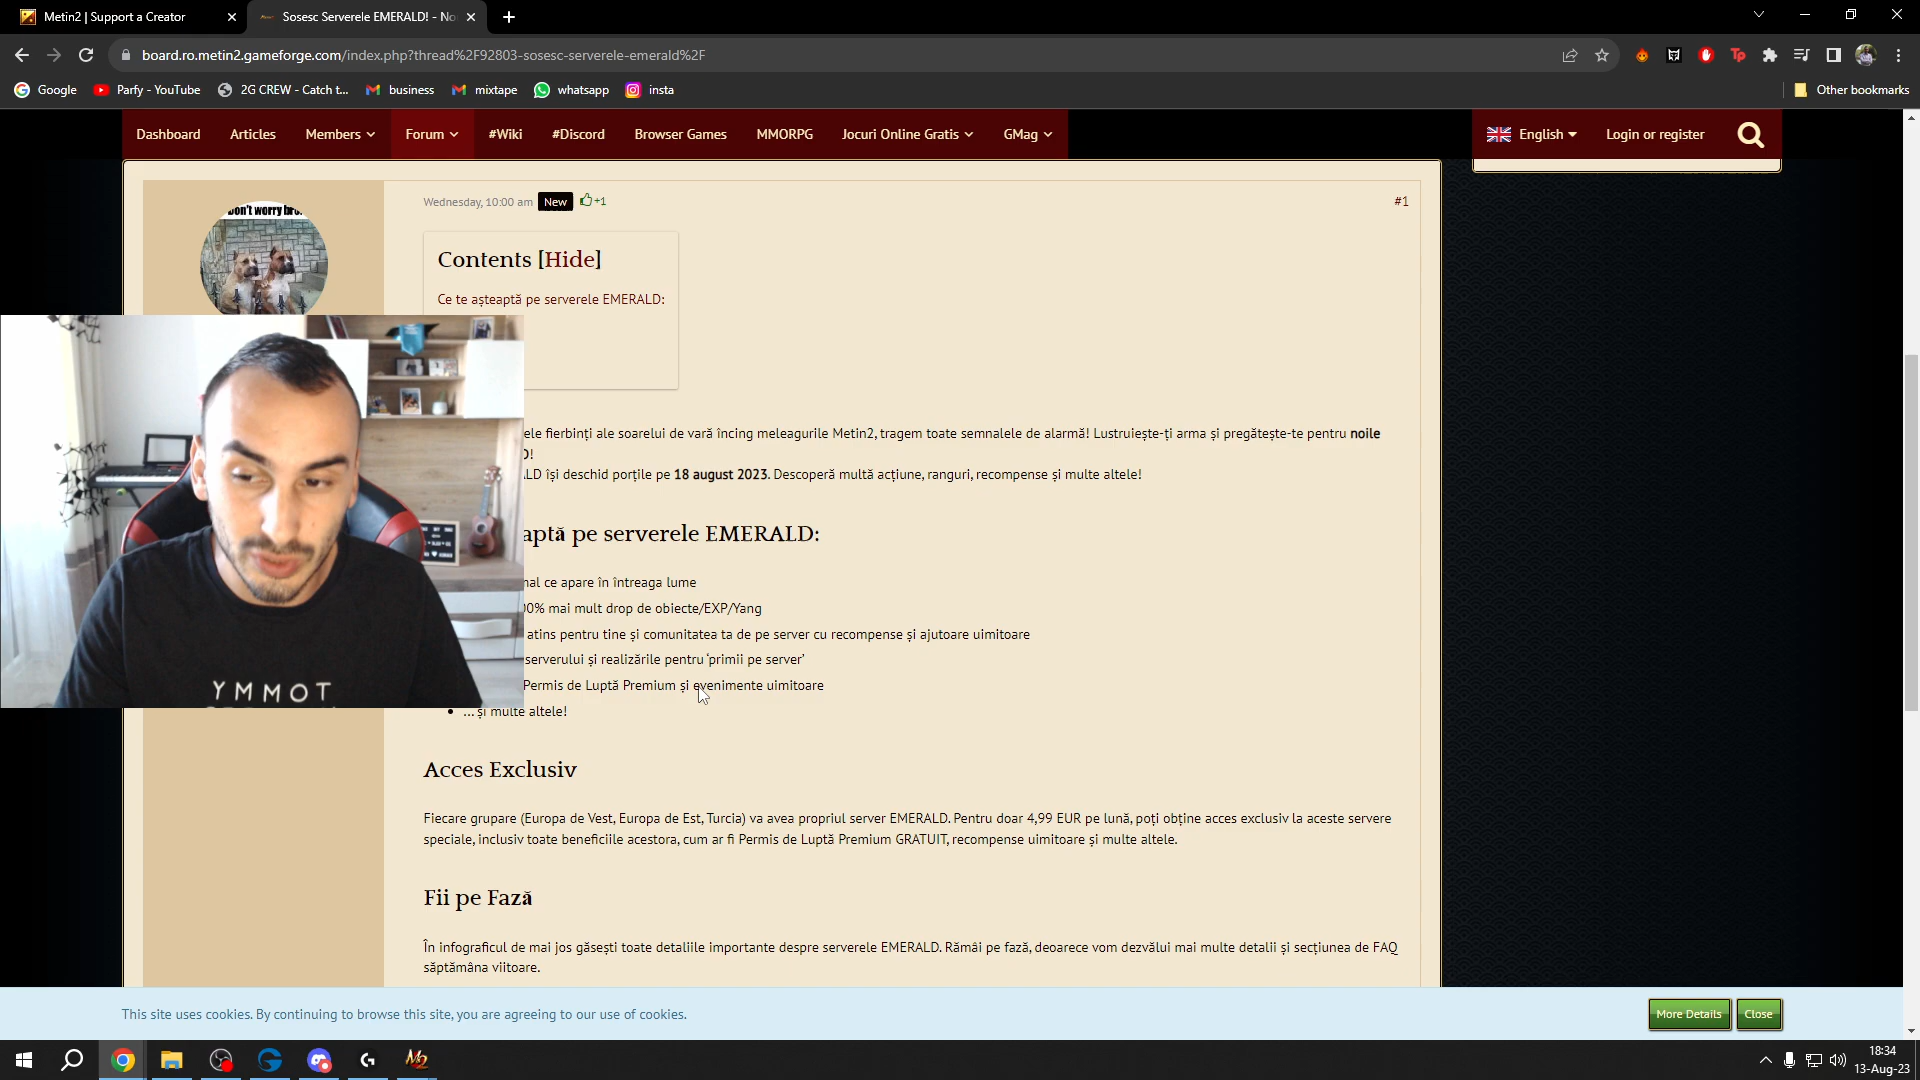 Metin2 | Support a Creator
Sosesc Serverele EMERALD! - No
board.ro.metin2.gameforge.com/index.php?thread%2F92803-sosesc-serverele-emerald%2F
Google
Parfy - YouTube
2G CREW - Catch t...
business
mixtape
whatsapp
insta
Other bookmarks
Dashboard
Articles
Members
Forum
#Wiki
#Discord
Browser Games
MMORPG
Jocuri Online Gratis
GMag
English
Login or register
Don't worry bro.
Wednesday, 10:00 am
New
+1
#1
Contents [Hide]
Ce te așteaptă pe serverele EMERALD:
ele fierbinți ale soarelui de vară încing meleagurile Metin2, tragem toate semnalele de alarmă! Lustruiește-ți arma și pregătește-te pentru noile
D!
LD își deschid porțile pe 18 august 2023. Descoperă multă acțiune, ranguri, recompense și multe altele!
aptă pe serverele EMERALD:
nal ce apare în întreaga lume
00% mai mult drop de obiecte/EXP/Yang
atins pentru tine și comunitatea ta de pe server cu recompense și ajutoare uimitoare
serverului și realizările pentru 'primii pe server'
Permis de Luptă Premium și evenimente uimitoare
... și multe altele!
Acces Exclusiv
Fiecare grupare (Europa de Vest, Europa de Est, Turcia) va avea propriul server EMERALD. Pentru doar 4,99 EUR pe lună, poți obține acces exclusiv la aceste servere
speciale, inclusiv toate beneficiile acestora, cum ar fi Permis de Luptă Premium GRATUIT, recompense uimitoare și multe altele.
Fii pe Fază
În infograficul de mai jos găsești toate detaliile importante despre serverele EMERALD. Rămâi pe fază, deoarece vom dezvălui mai multe detalii și secțiunea de FAQ
săptămâna viitoare.
YMMOT
This site uses cookies. By continuing to browse this site, you are agreeing to our use of cookies.
More Details
Close
18:34
13-Aug-23